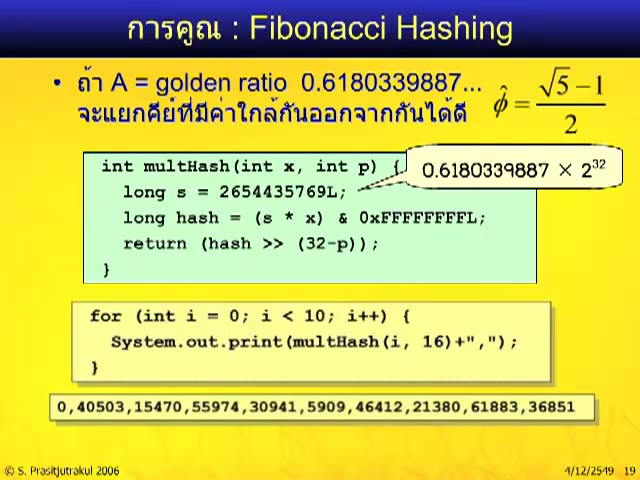 การคูณ : Fibonacci Hashing
• ถ้า A = golden ratio 0.6180339887...
จะแยกคีย์ที่มีค่าใกล้กันออกจากกันได้ดี
φ̂ = (√5 − 1) / 2
int multHash(int x, int p) {
0.6180339887 × 2³²
long s = 2654435769L;
long hash = (s * x) & 0xFFFFFFFFL;
return (hash >> (32-p));
}
for (int i = 0; i < 10; i++) {
System.out.print(multHash(i, 16)+",");
}
0,40503,15470,55974,30941,5909,46412,21380,61883,36851
© S. Prasitjutrakul 2006
4/12/2549 19